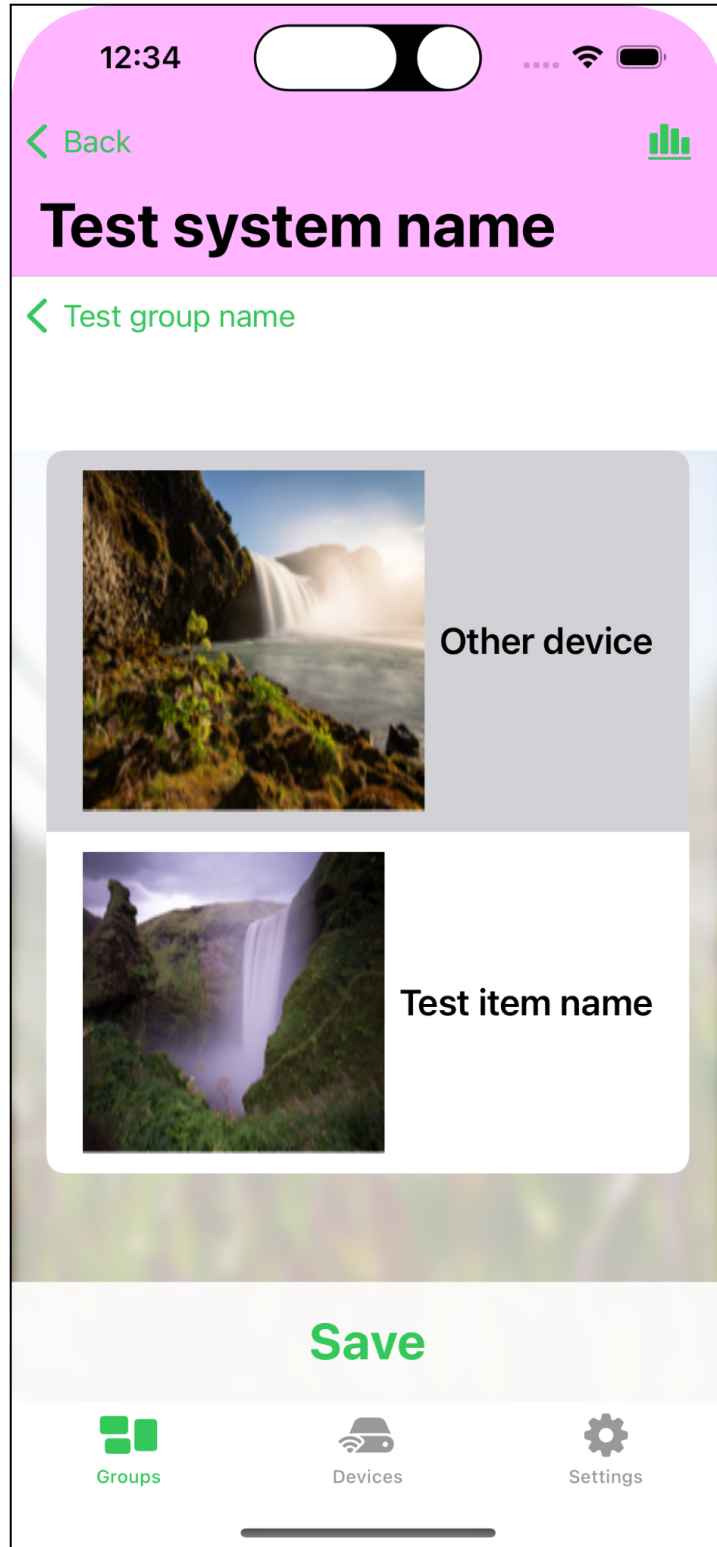 12:34
Back
Test system name
Test group name
Other device
Test item name
Save
Groups
Devices
Settings